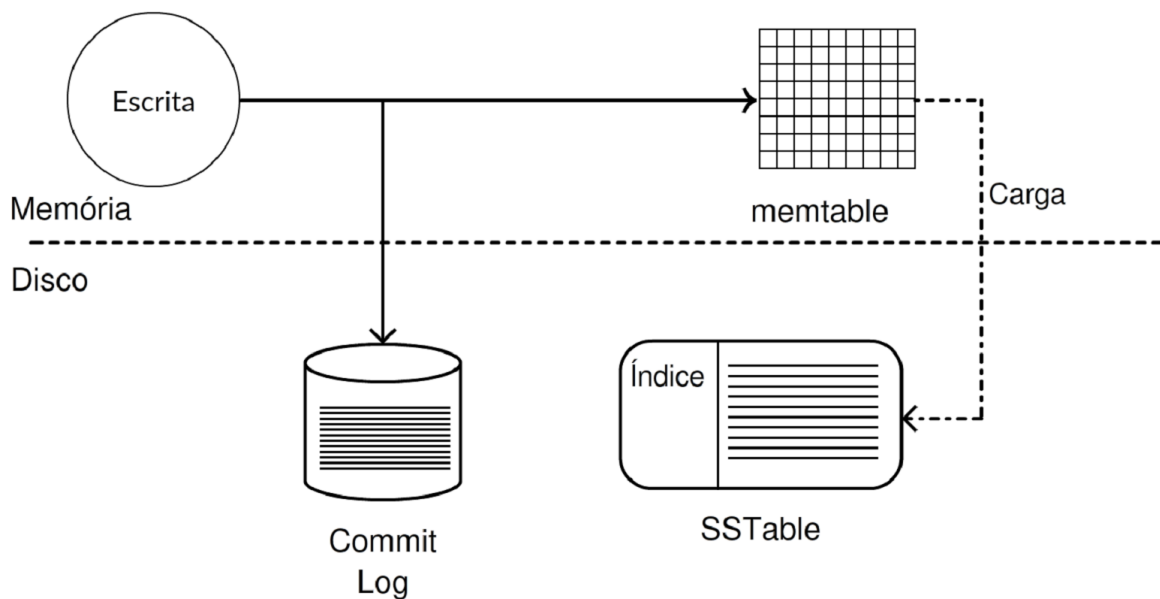 Escrita
Memória
memtable
Carga
Disco
Índice
SSTable
Commit
Log